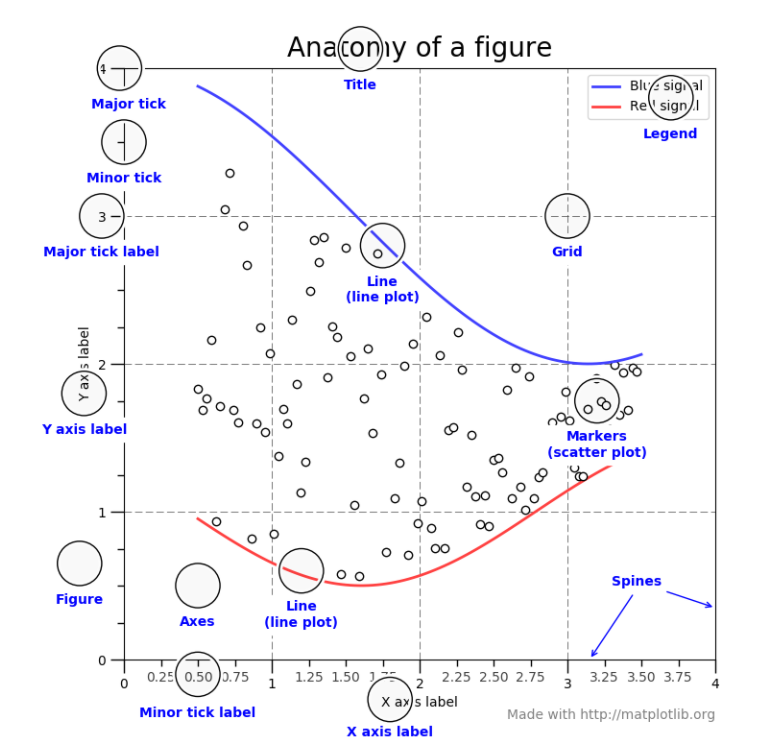 Anatomy of a figure
Title
4
Major tick
Blue signal
Red signal
Legend
Minor tick
3
Major tick label
Grid
Line
(line plot)
2
Y axis label
Y axis label
Markers
(scatter plot)
1
Figure
Axes
Line
(line plot)
Spines
0
0 0.25 0.50 0.75 1 1.25 1.50 1.75 2 2.25 2.50 2.75 3 3.25 3.50 3.75 4
Minor tick label
X axis label
X axis label
Made with http://matplotlib.org